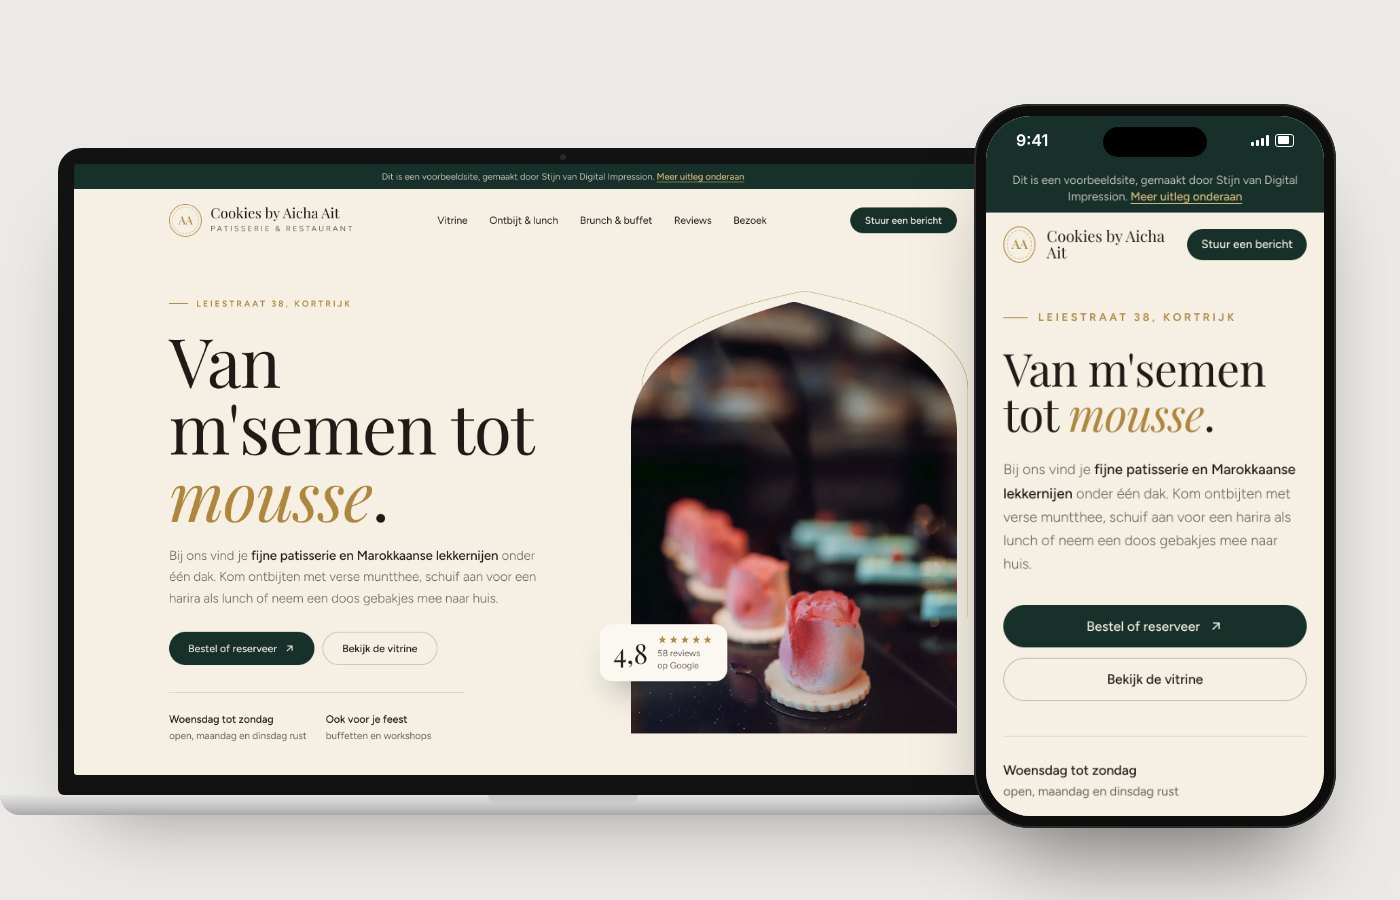 Dit is een voorbeeldsite, gemaakt door Stijn van Digital Impression. Meer uitleg onderaan
AA
Cookies by Aicha Ait
PATISSERIE & RESTAURANT
Vitrine
Ontbijt & lunch
Brunch & buffet
Reviews
Bezoek
Stuur een bericht
LEIESTRAAT 38, KORTRIJK
Van
m'semen tot
mousse.
Bij ons vind je fijne patisserie en Marokkaanse lekkernijen onder
één dak. Kom ontbijten met verse muntthee, schuif aan voor een
harira als lunch of neem een doos gebakjes mee naar huis.
Bestel of reserveer
Bekijk de vitrine
Woensdag tot zondag
open, maandag en dinsdag rust
Ook voor je feest
buffetten en workshops
4,8
★★★★★
58 reviews
op Google
9:41
Dit is een voorbeeldsite, gemaakt door Stijn van Digital
Impression. Meer uitleg onderaan
AA
Cookies by Aicha
Ait
Stuur een bericht
LEIESTRAAT 38, KORTRIJK
Van m'semen
tot mousse.
Bij ons vind je fijne patisserie en Marokkaanse
lekkernijen onder één dak. Kom ontbijten met
verse muntthee, schuif aan voor een harira als
lunch of neem een doos gebakjes mee naar
huis.
Bestel of reserveer
Bekijk de vitrine
Woensdag tot zondag
open, maandag en dinsdag rust